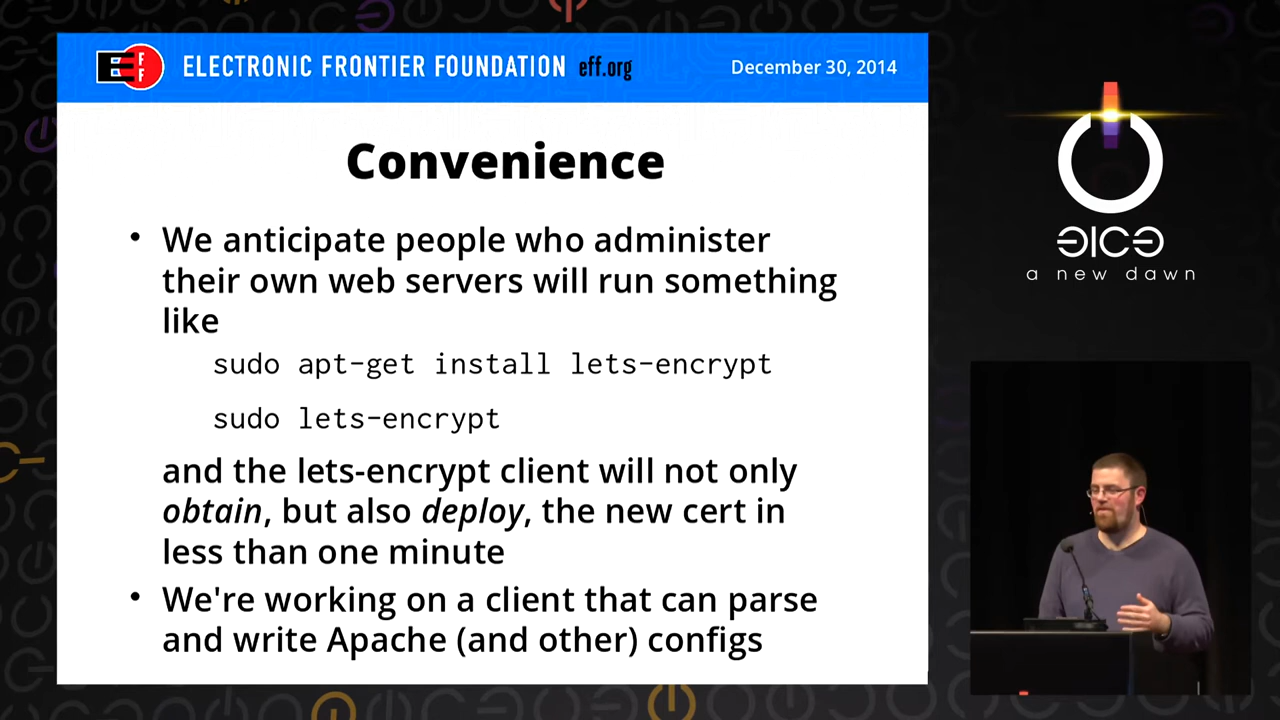 EFF
ELECTRONIC FRONTIER FOUNDATION eff.org
December 30, 2014
Convenience
• We anticipate people who administer
their own web servers will run something
like
sudo apt-get install lets-encrypt
sudo lets-encrypt
and the lets-encrypt client will not only
obtain, but also deploy, the new cert in
less than one minute
• We're working on a client that can parse
and write Apache (and other) configs
a new dawn